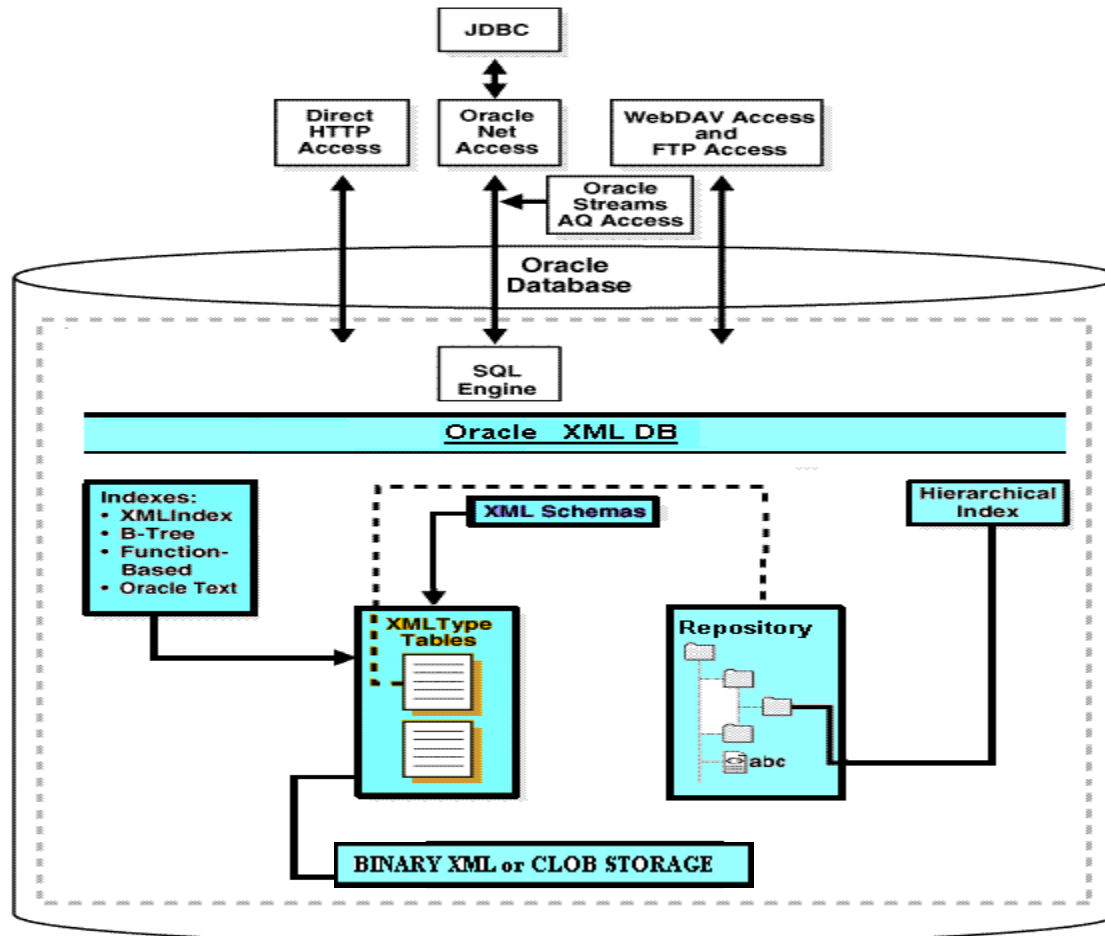 JDBC
Direct
HTTP
Access
Oracle
Net
Access
WebDAV Access
and
FTP Access
Oracle
Streams
AQ Access
Oracle
Database
SQL
Engine
Oracle XML DB
Indexes:
• XMLIndex
• B-Tree
• Function-
Based
• Oracle Text
XML Schemas
Hierarchical
Index
XMLType
Tables
Repository
abc
BINARY XML or CLOB STORAGE